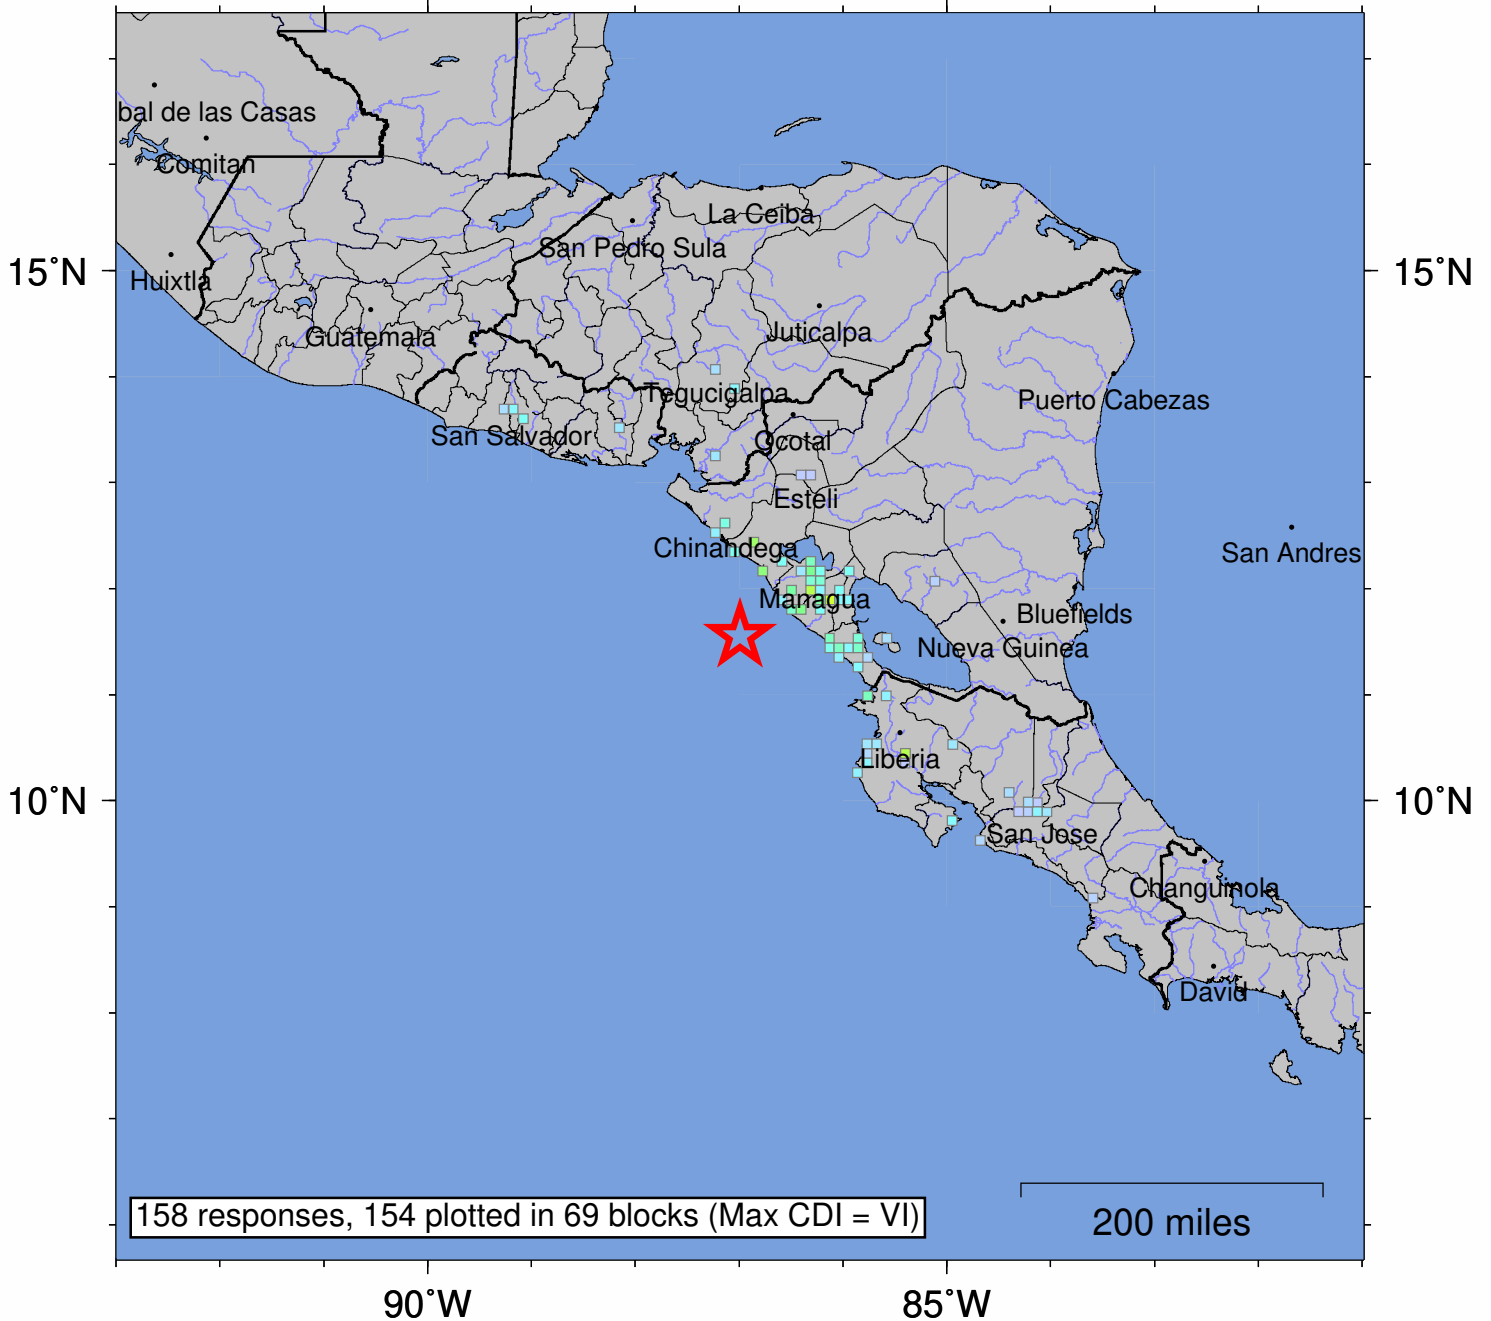 bal de las Casas
Comitan
La Ceiba
San Pedro Sula
15°N
15°N
Huixtla
Guatemala
Juticalpa
Tegucigalpa
Puerto Cabezas
San Salvador
Ocotal
Esteli
Chinandega
San Andres
Managua
Bluefields
Nueva Guinea
Liberia
10°N
10°N
San Jose
Changuinola
David
158 responses, 154 plotted in 69 blocks (Max CDI = VI)
200 miles
90°W
85°W